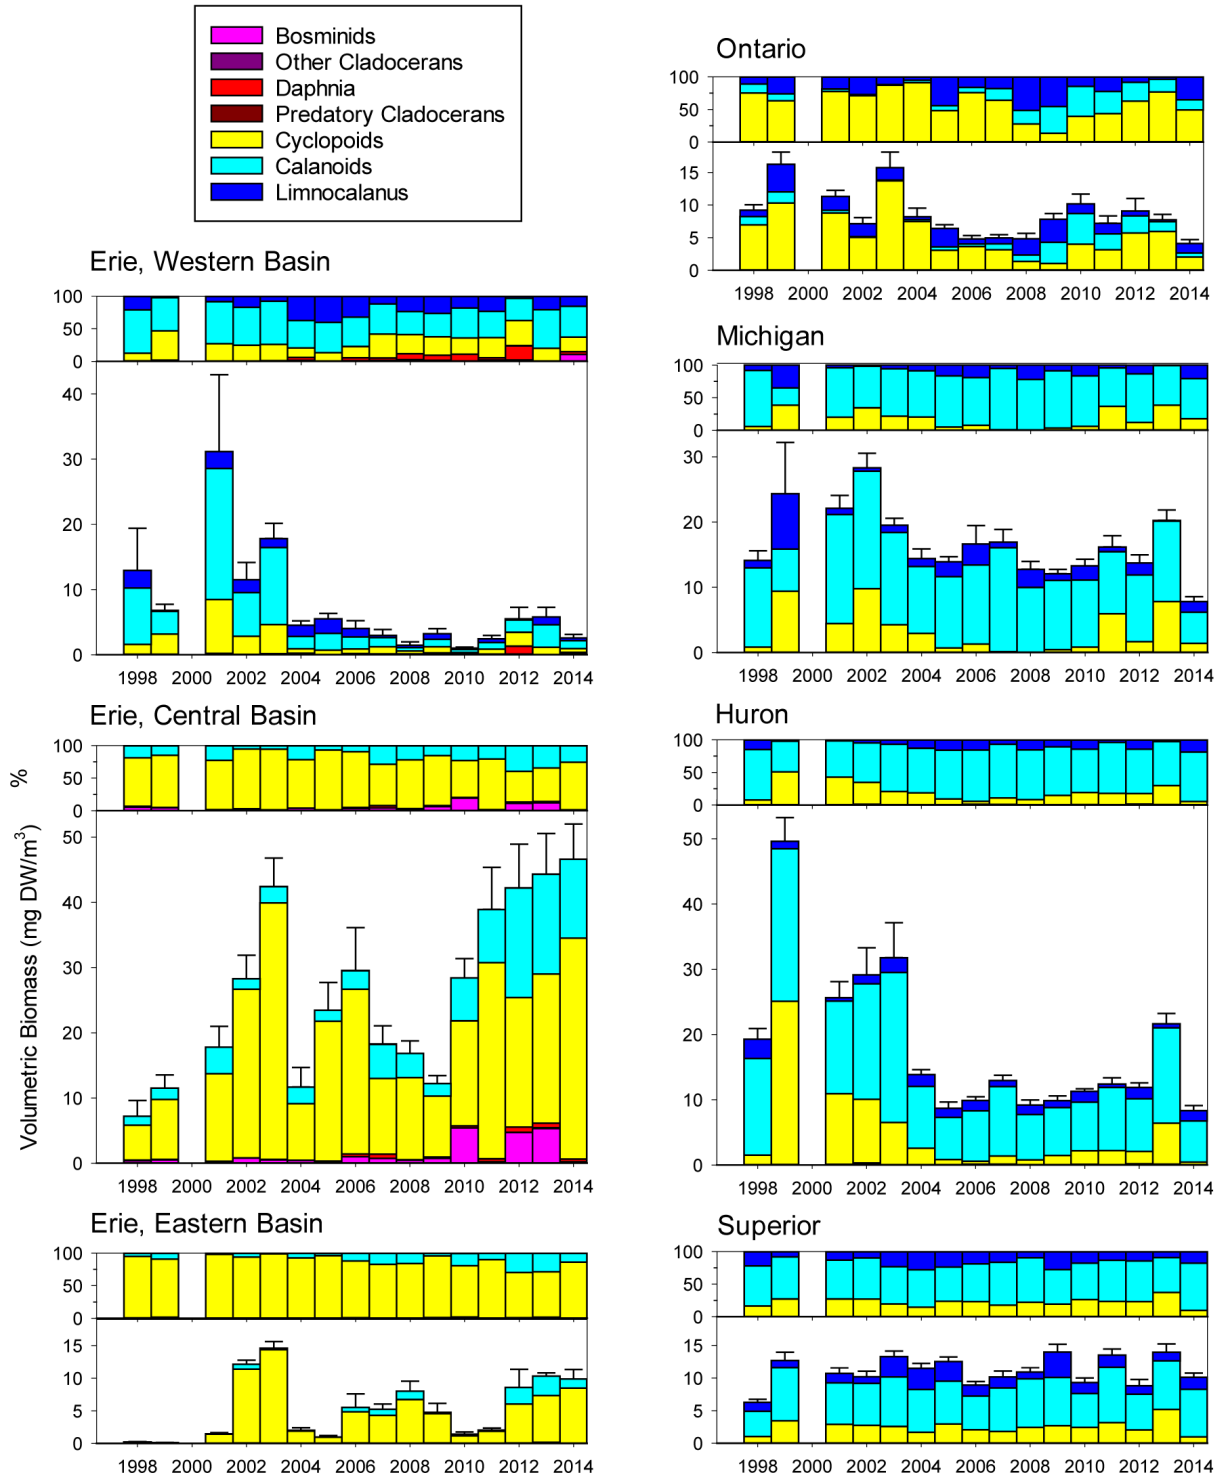 Bosminids
Other Cladocerans
Daphnia
Predatory Cladocerans
Cyclopoids
Calanoids
Limnocalanus
Erie, Western Basin
100
50
0
40
30
20
10
0
1998 2000 2002 2004 2006 2008 2010 2012 2014
Erie, Central Basin
100
50
0
50
40
30
20
10
0
1998 2000 2002 2004 2006 2008 2010 2012 2014
Erie, Eastern Basin
100
50
0
15
10
5
0
1998 2000 2002 2004 2006 2008 2010 2012 2014
Volumetric Biomass (mg DW/m³)
%
Ontario
100
50
0
15
10
5
0
1998 2000 2002 2004 2006 2008 2010 2012 2014
Michigan
100
50
0
30
20
10
0
1998 2000 2002 2004 2006 2008 2010 2012 2014
Huron
100
50
0
50
40
30
20
10
0
1998 2000 2002 2004 2006 2008 2010 2012 2014
Superior
100
50
0
15
10
5
0
1998 2000 2002 2004 2006 2008 2010 2012 2014